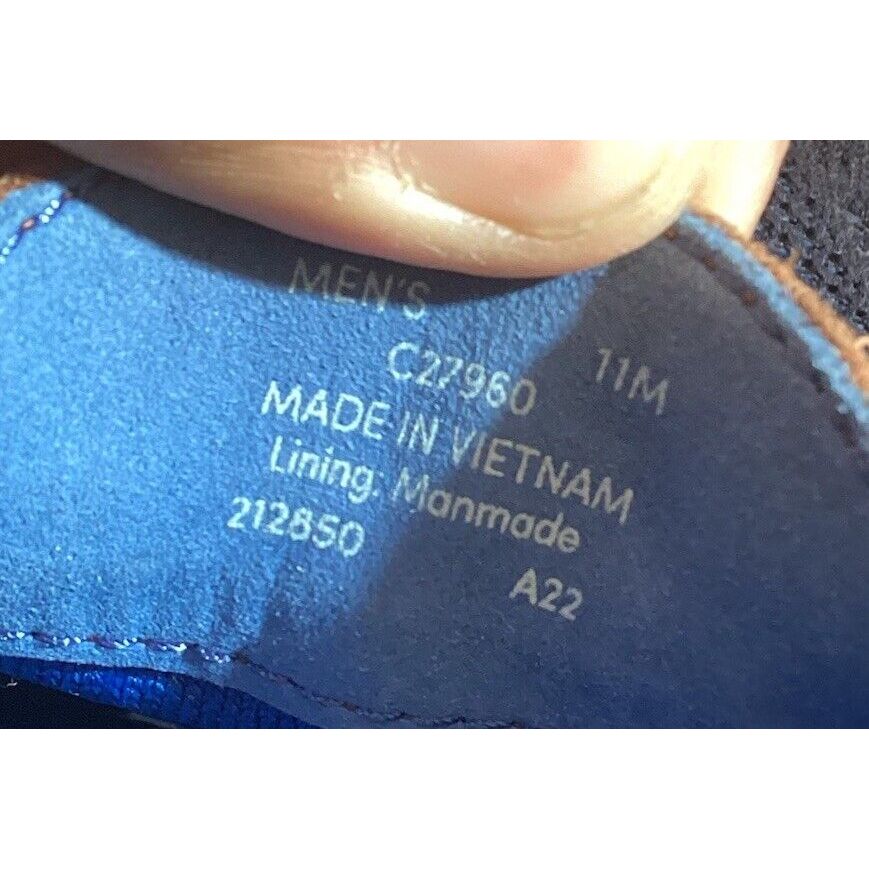 MEN'S
C27960 11M
MADE IN VIETNAM
Lining: Manmade
212850
A22